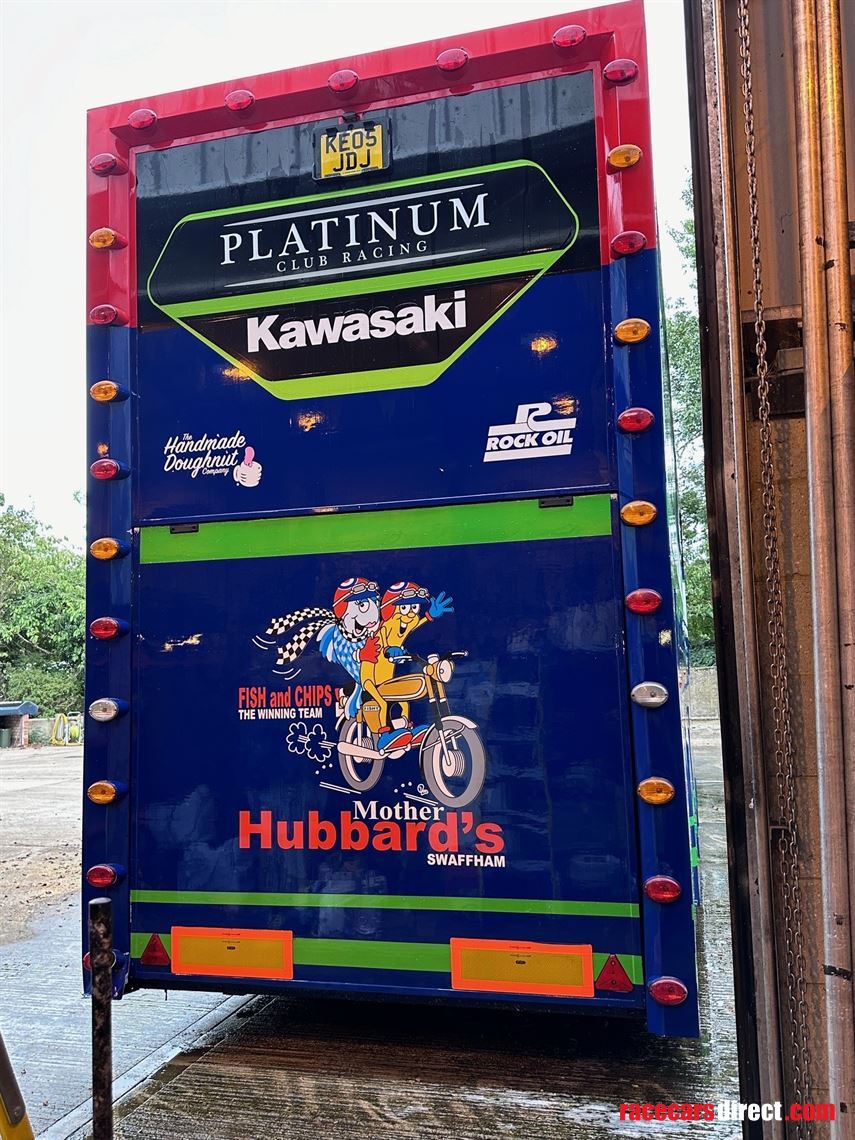 KE05
JDJ
PLATINUM
CLUB RACING
Kawasaki
The
Handmade
Doughnut
Company
R
ROCK OIL
FISH and CHIPS
THE WINNING TEAM
Mother
Hubbard's
SWAFFHAM
racecarsdirect.com